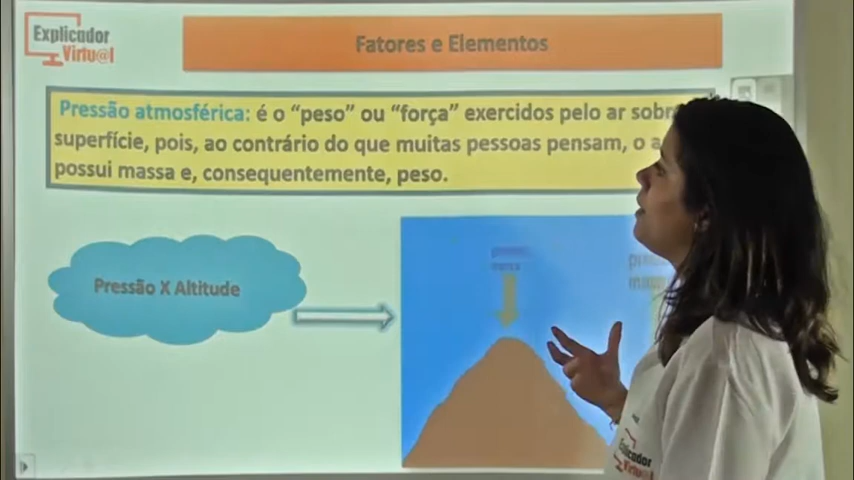 Explicador
Virtu@l
Fatores e Elementos
Pressão atmosférica: é o “peso” ou “força” exercidos pelo ar sobre
superfície, pois, ao contrário do que muitas pessoas pensam, o
possui massa e, consequentemente, peso.
Pressão X Altitude
Explicador
Virtu@l